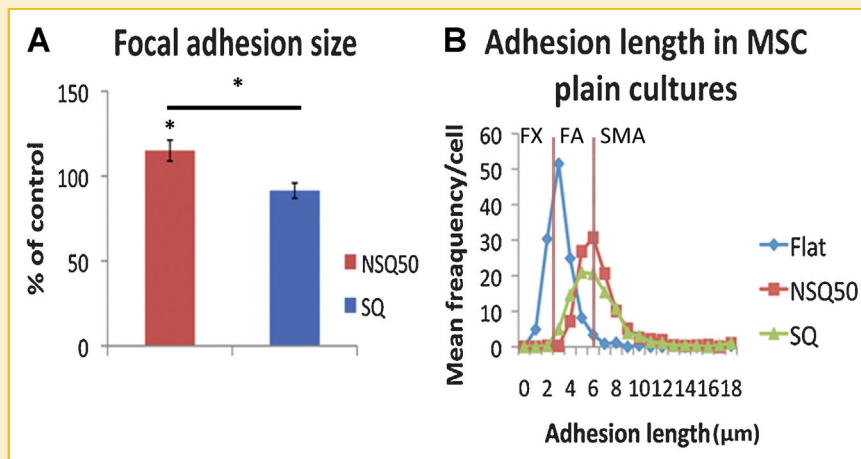 A
Focal adhesion size
*
*
150
100
50
0
% of control
NSQ50
SQ
B
Adhesion length in MSC
plain cultures
60
50
40
30
20
10
0
Mean freaquency/cell
FX FA SMA
Flat
NSQ50
SQ
0 2 4 6 8 1012141618
Adhesion length(µm)